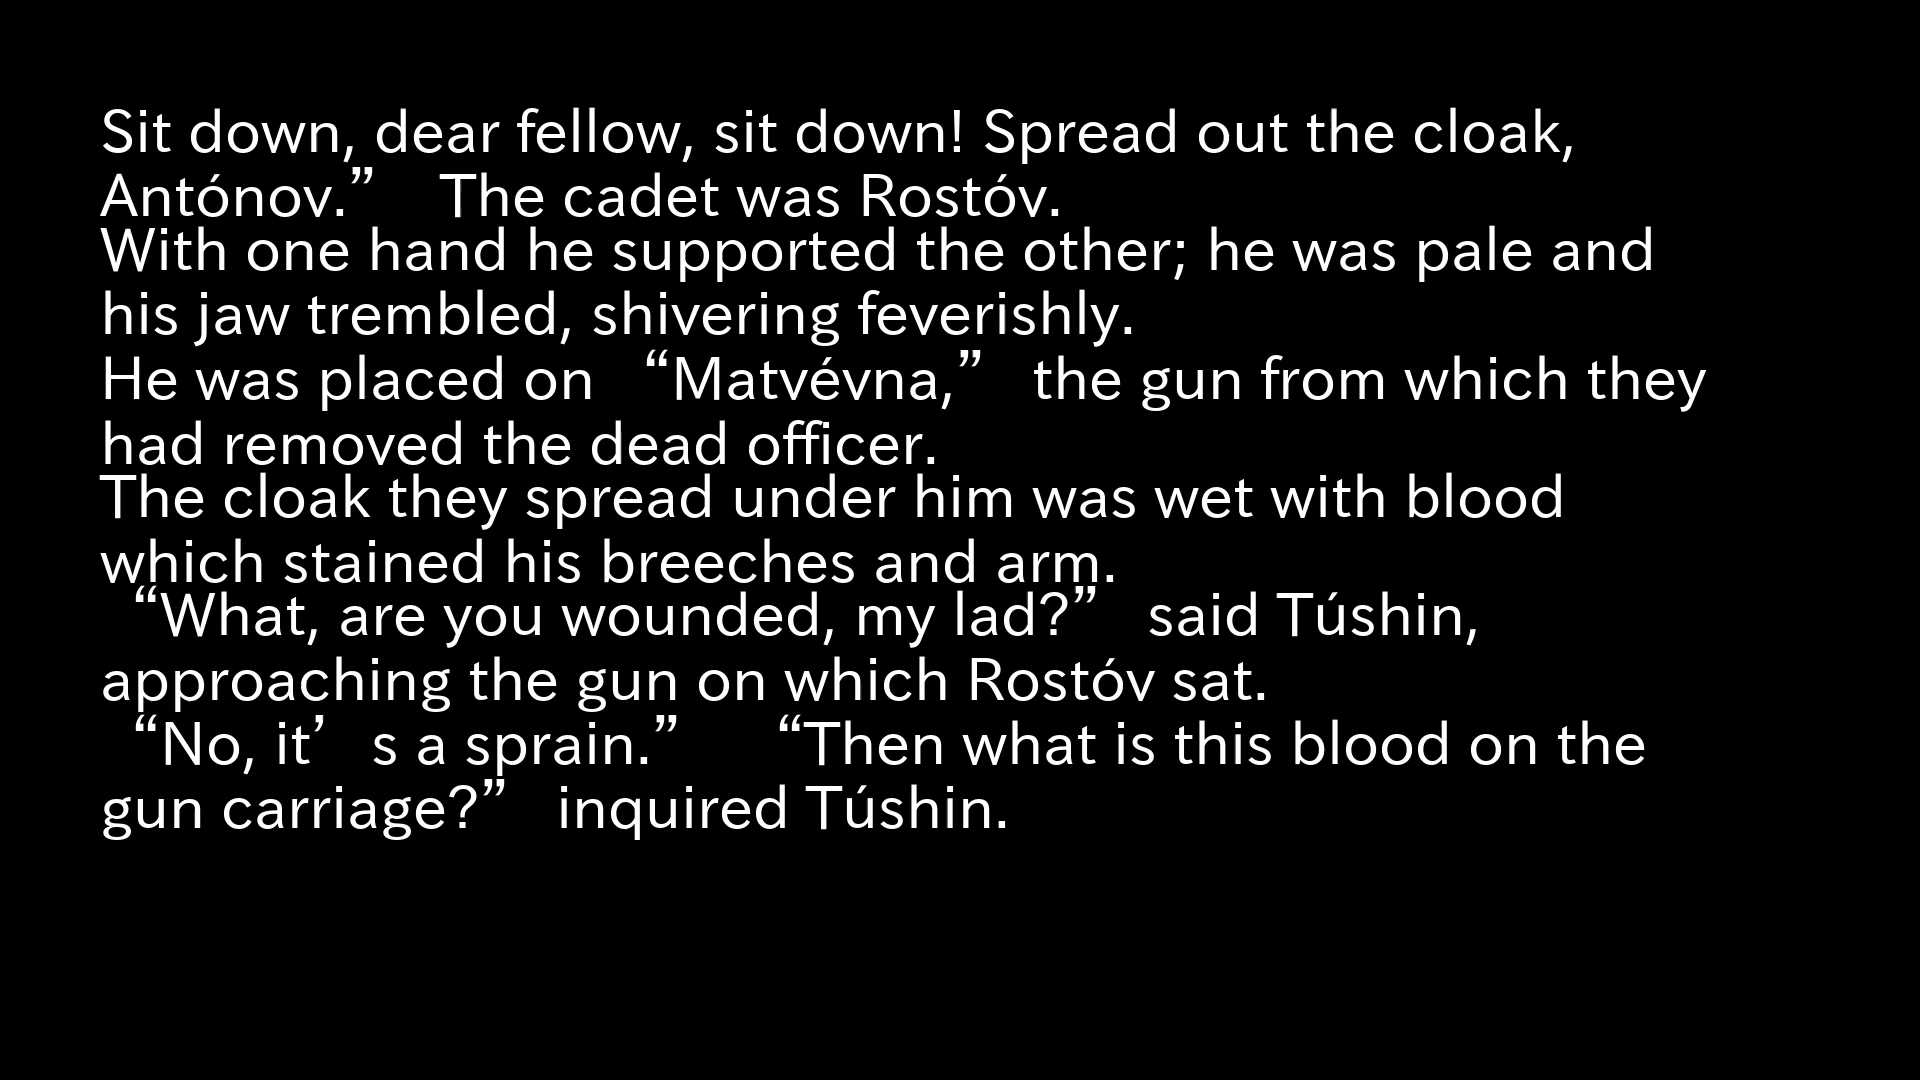 Sit down, dear fellow, sit down! Spread out the cloak,
Antónov.” The cadet was Rostóv.
With one hand he supported the other; he was pale and
his jaw trembled, shivering feverishly.
He was placed on “Matvévna,” the gun from which they
had removed the dead officer.
The cloak they spread under him was wet with blood
which stained his breeches and arm.
“What, are you wounded, my lad?” said Túshin,
approaching the gun on which Rostóv sat.
“No, it’s a sprain.” “Then what is this blood on the
gun carriage?” inquired Túshin.